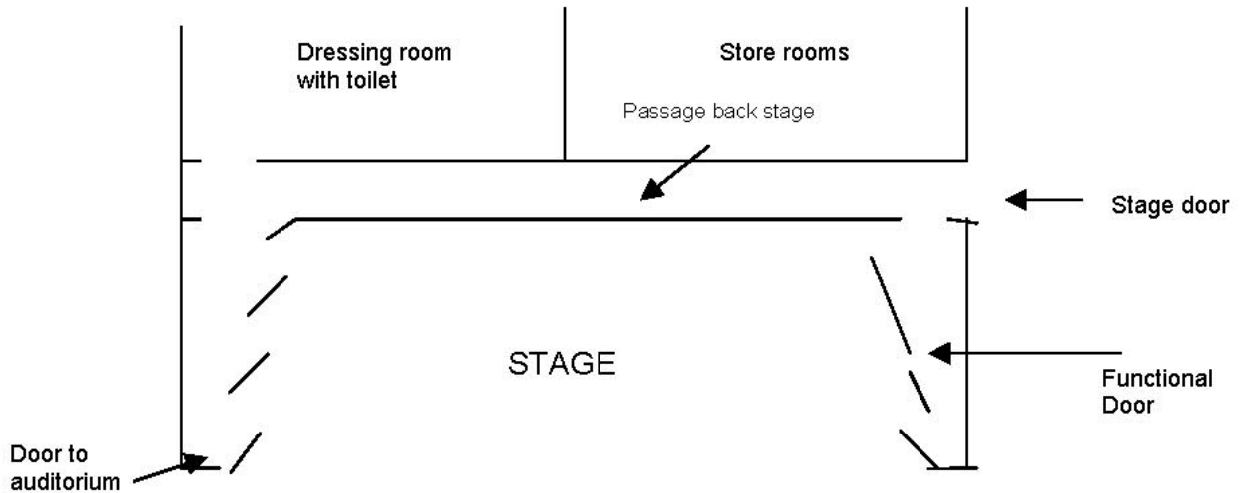 Dressing room
with toilet
Store rooms
Passage back stage
Stage door
STAGE
Functional
Door
Door to
auditorium